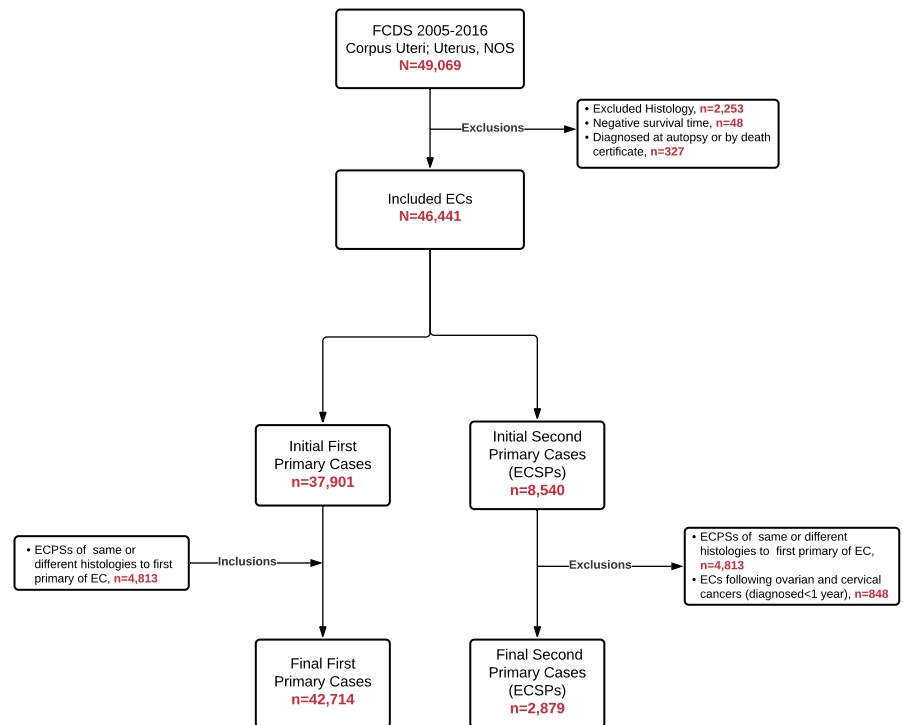 FCDS 2005-2016
Corpus Uteri; Uterus, NOS
N=49,069
Exclusions
• Excluded Histology, n=2,253
• Negative survival time, n=48
• Diagnosed at autopsy or by death
certificate, n=327
Included ECs
N=46,441
Initial First
Primary Cases
n=37,901
Initial Second
Primary Cases
(ECSPs)
n=8,540
• ECPSs of same or
different histologies to first
primary of EC, n=4,813
Inclusions
Exclusions
• ECPSs of same or different
histologies to first primary of EC,
n=4,813
• ECs following ovarian and cervical
cancers (diagnosed<1 year), n=848
Final First
Primary Cases
n=42,714
Final Second
Primary Cases
(ECSPs)
n=2,879